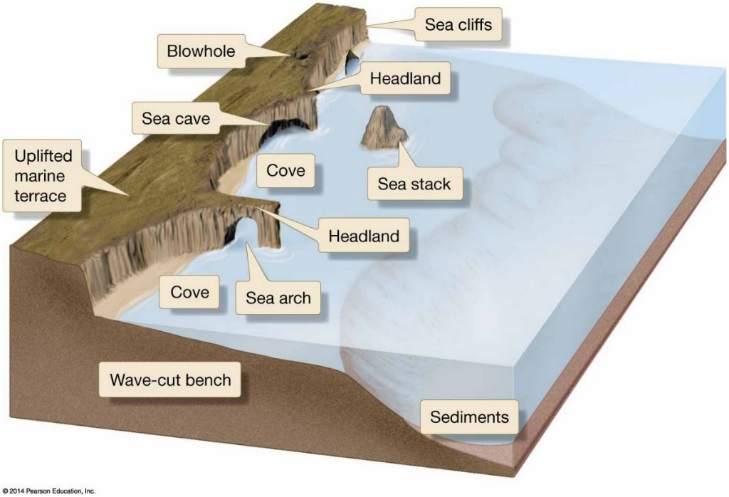 Sea cliffs
Blowhole
Headland
Sea cave
Uplifted
marine
terrace
Cove
Sea stack
Headland
Cove
Sea arch
Wave-cut bench
Sediments
© 2014 Pearson Education, Inc.